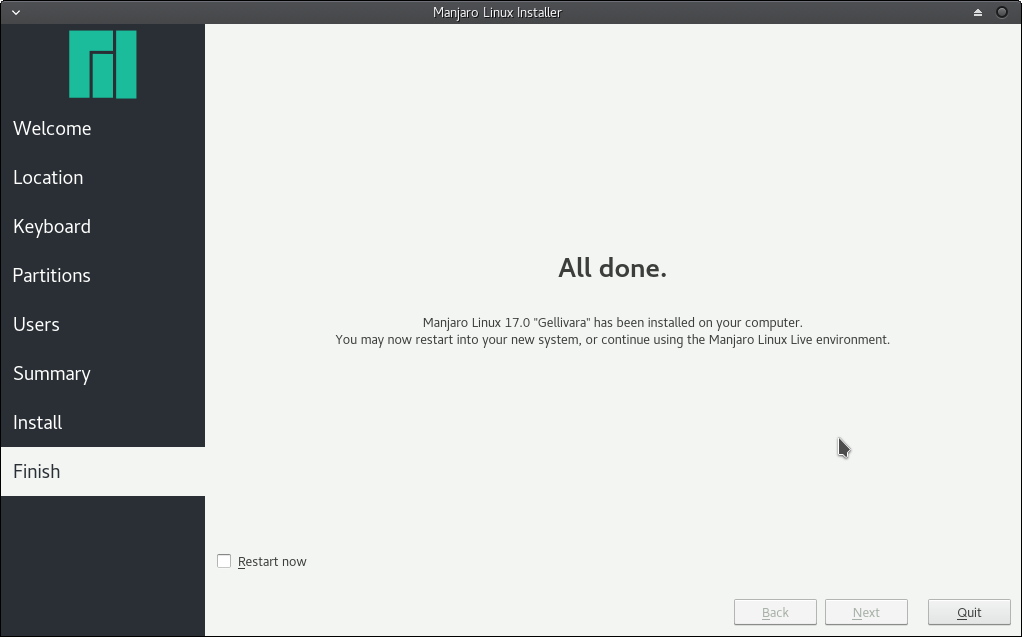 Manjaro Linux Installer
Welcome
Location
Keyboard
Partitions
Users
Summary
Install
Finish
All done.
Manjaro Linux 17.0 "Gellivara" has been installed on your computer.
You may now restart into your new system, or continue using the Manjaro Linux Live environment.
Restart now
Back
Next
Quit